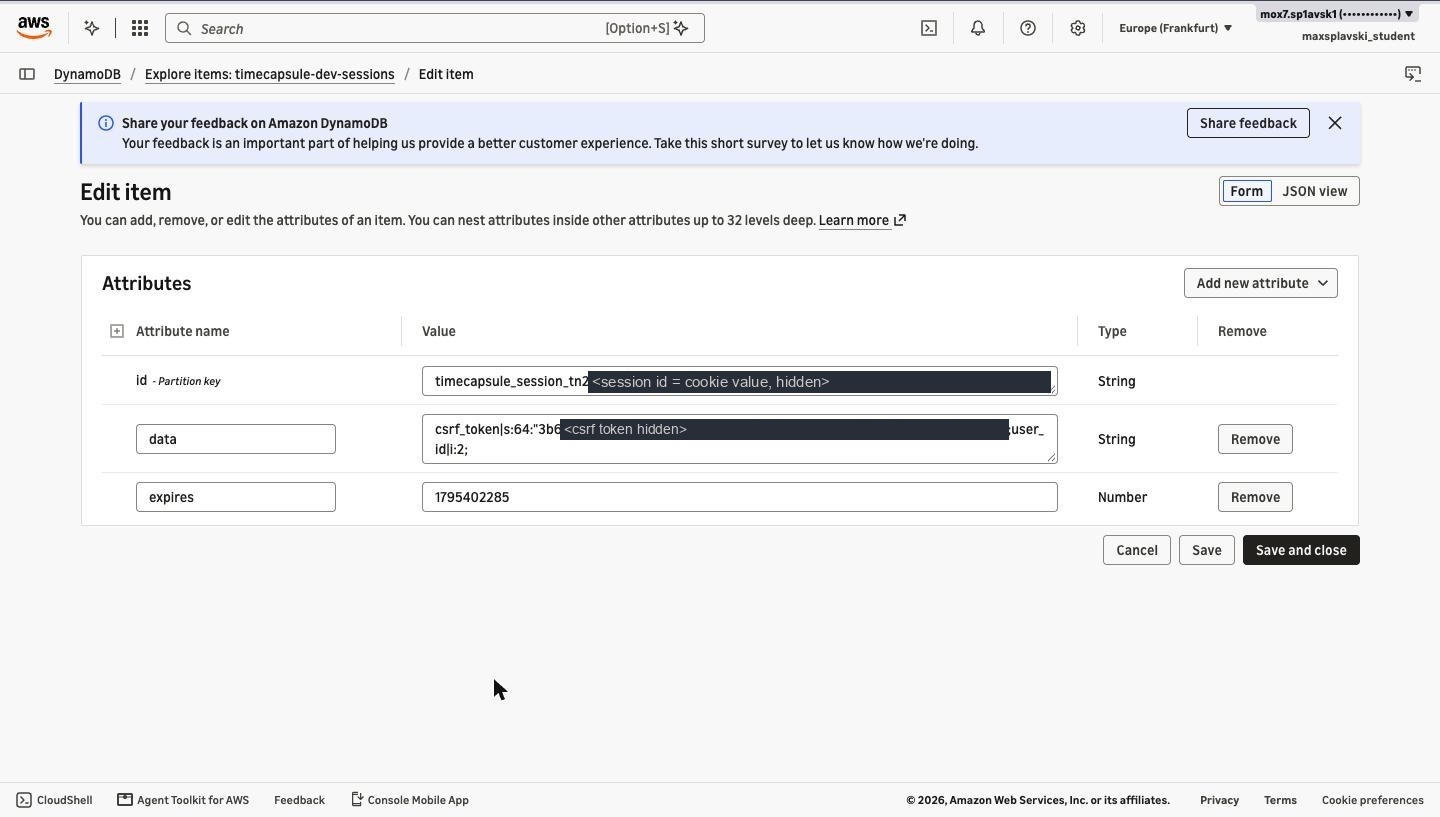 aws
Search
[Option+S]
Europe (Frankfurt)
mox7.sp1avsk1 (••••••••••••)
maxsplavski_student
DynamoDB / Explore items: timecapsule-dev-sessions / Edit item
Share your feedback on Amazon DynamoDB
Your feedback is an important part of helping us provide a better customer experience. Take this short survey to let us know how we're doing.
Share feedback
Edit item
Form
JSON view
You can add, remove, or edit the attributes of an item. You can nest attributes inside other attributes up to 32 levels deep. Learn more
Attributes
Add new attribute
Attribute name
Value
Type
Remove
id - Partition key
timecapsule_session_tn2<session id = cookie value, hidden>
String
data
csrf_token|s:64:"3b6<csrf token hidden>;user_
id|i:2;
String
Remove
expires
1795402285
Number
Remove
Cancel
Save
Save and close
CloudShell
Agent Toolkit for AWS
Feedback
Console Mobile App
© 2026, Amazon Web Services, Inc. or its affiliates.
Privacy
Terms
Cookie preferences